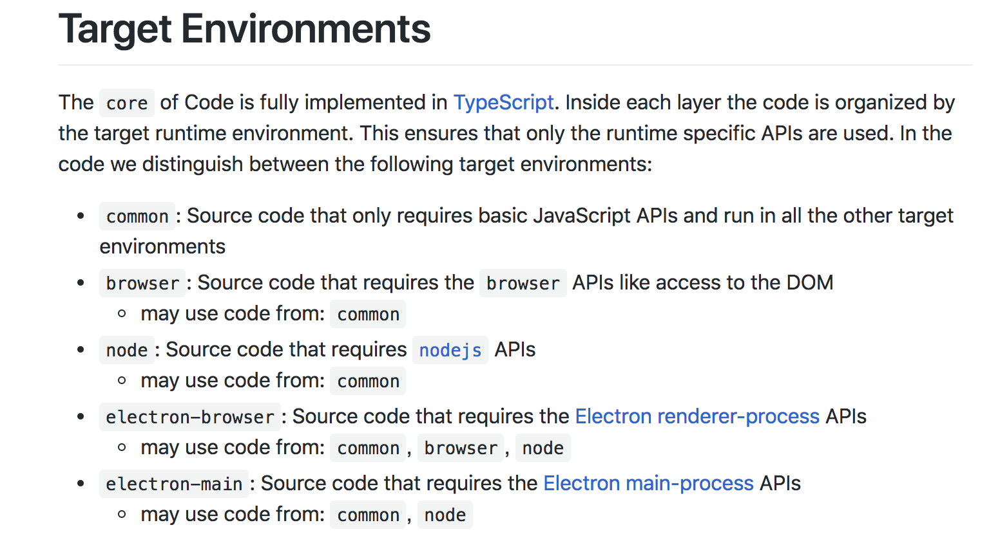 Target Environments
The core of Code is fully implemented in TypeScript. Inside each layer the code is organized by
the target runtime environment. This ensures that only the runtime specific APIs are used. In the
code we distinguish between the following target environments:
• common: Source code that only requires basic JavaScript APIs and run in all the other target
environments
• browser: Source code that requires the browser APIs like access to the DOM
◦ may use code from: common
• node: Source code that requires nodejs APIs
◦ may use code from: common
• electron-browser: Source code that requires the Electron renderer-process APIs
◦ may use code from: common, browser, node
• electron-main: Source code that requires the Electron main-process APIs
◦ may use code from: common, node